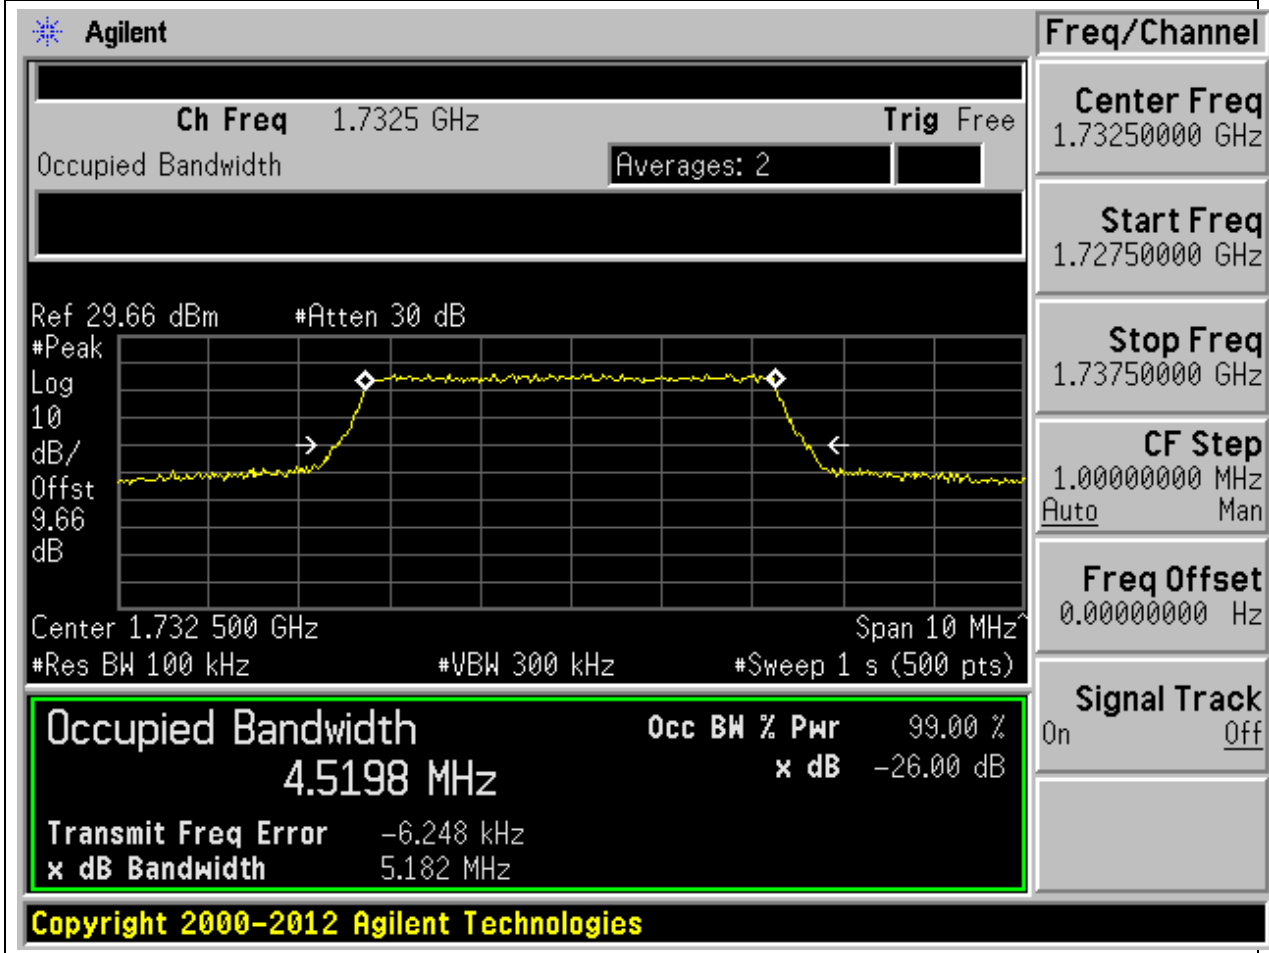 Agilent
Freq/Channel
Ch Freq 1.7325 GHz Trig Free
Occupied Bandwidth Averages: 2
Ref 29.66 dBm #Atten 30 dB
#Peak
Log
10
dB/
Offst
9.66
dB
Center 1.732 500 GHz Span 10 MHz^
#Res BW 100 kHz #VBW 300 kHz #Sweep 1 s (500 pts)
Occupied Bandwidth Occ BW % Pwr 99.00 %
4.5198 MHz x dB -26.00 dB
Transmit Freq Error -6.248 kHz
x dB Bandwidth 5.182 MHz
Copyright 2000-2012 Agilent Technologies
Center Freq
1.73250000 GHz
Start Freq
1.72750000 GHz
Stop Freq
1.73750000 GHz
CF Step
1.00000000 MHz
Auto Man
Freq Offset
0.00000000 Hz
Signal Track
On Off